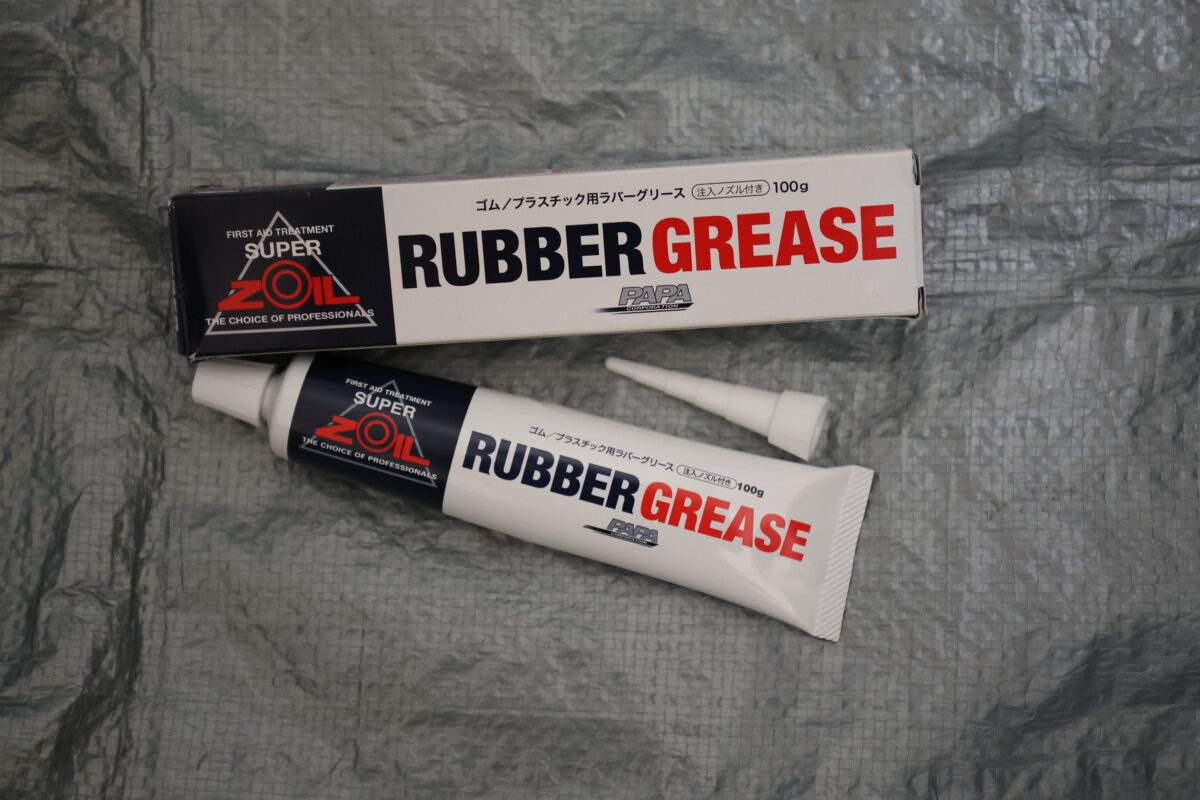 ゴム/プラスチック用ラバーグリース 注入ノズル付き 100g
FIRST AID TREATMENT
SUPER
ZOIL
THE CHOICE OF PROFESSIONALS
RUBBER GREASE
PAPA
CORPORATION
FIRST AID TREATMENT
SUPER
ZOIL
THE CHOICE OF PROFESSIONALS
ゴム/プラスチック用ラバーグリース 注入ノズル付き 100g
RUBBER GREASE
PAPA
CORPORATION